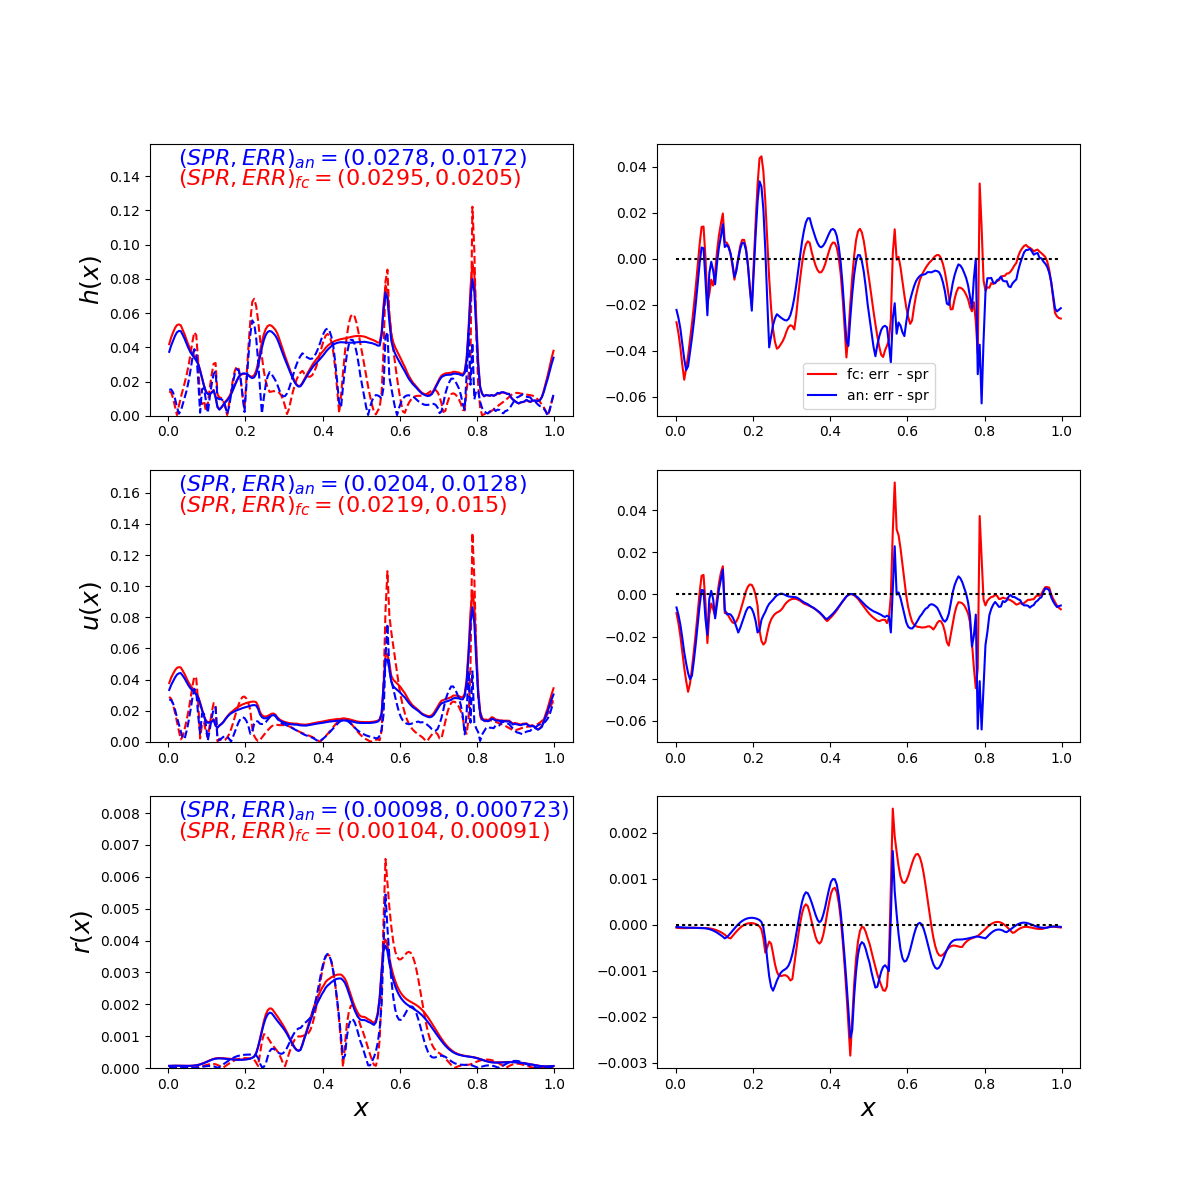 (SPR, ERR)an = (0.0278, 0.0172)
(SPR, ERR)fc = (0.0295, 0.0205)
h(x)
0.14
0.12
0.10
0.08
0.06
0.04
0.02
0.00
0.0 0.2 0.4 0.6 0.8 1.0
0.04
0.02
0.00
−0.02
−0.04
−0.06
fc: err - spr
an: err - spr
0.0 0.2 0.4 0.6 0.8 1.0
(SPR, ERR)an = (0.0204, 0.0128)
(SPR, ERR)fc = (0.0219, 0.015)
u(x)
0.16
0.14
0.12
0.10
0.08
0.06
0.04
0.02
0.00
0.0 0.2 0.4 0.6 0.8 1.0
0.04
0.02
0.00
−0.02
−0.04
−0.06
0.0 0.2 0.4 0.6 0.8 1.0
(SPR, ERR)an = (0.00098, 0.000723)
(SPR, ERR)fc = (0.00104, 0.00091)
r(x)
0.008
0.007
0.006
0.005
0.004
0.003
0.002
0.001
0.000
0.0 0.2 0.4 0.6 0.8 1.0
x
0.002
0.001
0.000
−0.001
−0.002
−0.003
0.0 0.2 0.4 0.6 0.8 1.0
x